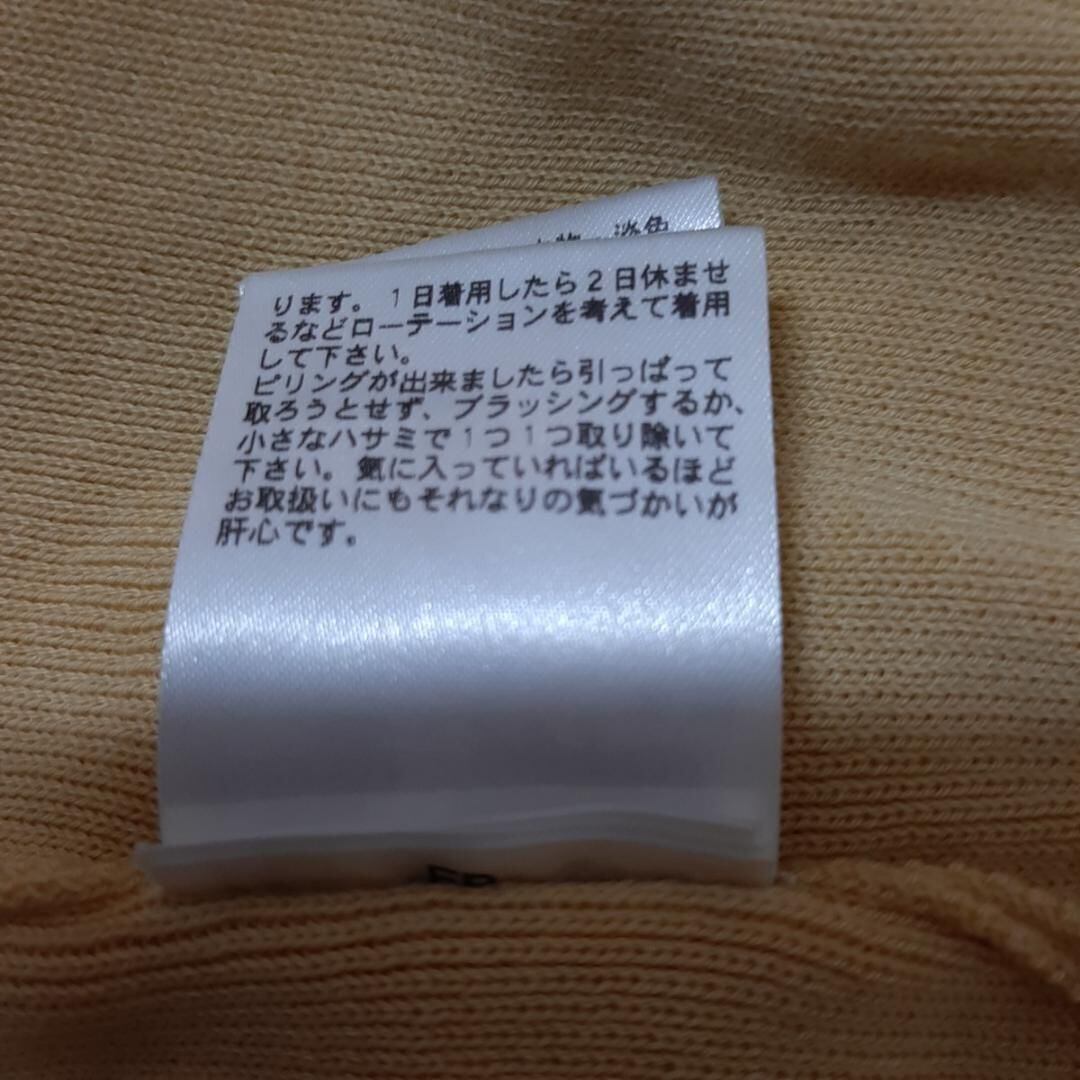 淡色
ります。1日着用したら2日休ませ
るなどローテーションを考えて着用
して下さい。
ピリングが出来ましたら引っぱって
取ろうとせず、ブラッシングするか、
小さなハサミで1つ1つ取り除いて
下さい。氣に入っていればいるほど
お取扱いにもそれなりの氣づかいが
肝心です。